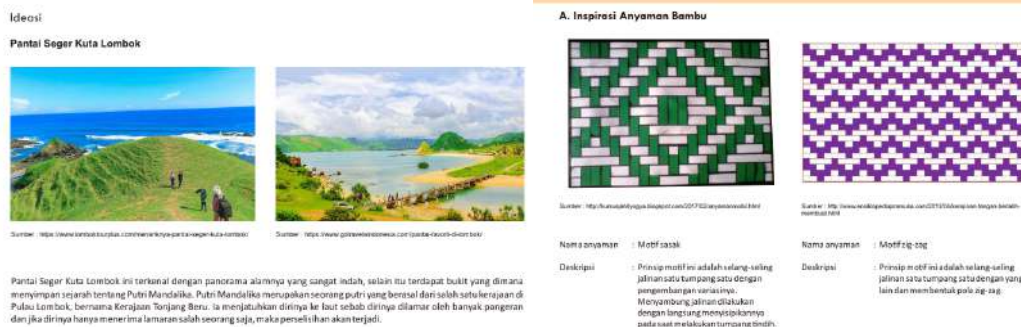 Ideasi
Pantai Seger Kuta Lombok
Pantai Seger Kuta Lombok ini terkenal dengan panorama alamnya yang sangat indah, selain itu terdapat bukit yang dimana
menyimpan sejarah tentang Putri Mandalika. Putri Mandalika merupakan seorang putri yang berasal dari salah satu kerajaan di
Pulau Lombok, bernama Kerajaan Tonjang Beru. Ia menjatuhkan dirinya ke laut sebab dirinya dilamar oleh banyak pangeran
dan jika dirinya hanya menerima lamaran salah seorang saja, maka perselisihan akan terjadi.
A. Inspirasi Anyaman Bambu
Nama anyaman : Motif sasak
Deskripsi : Prinsip motif ini adalah selang-seling
jalinan satu tumpang satu dengan
pengembangan variasinya.
Menyambung jalinan dilakukan
dengan langsung menyisipkannya
pada saat melakukan tumpang tindih.
Nama anyaman : Motif zig-zag
Deskripsi : Prinsip motif ini adalah selang-seling
jalinan satu tumpang satu dengan yang
lain dan membentuk pola zig-zag.